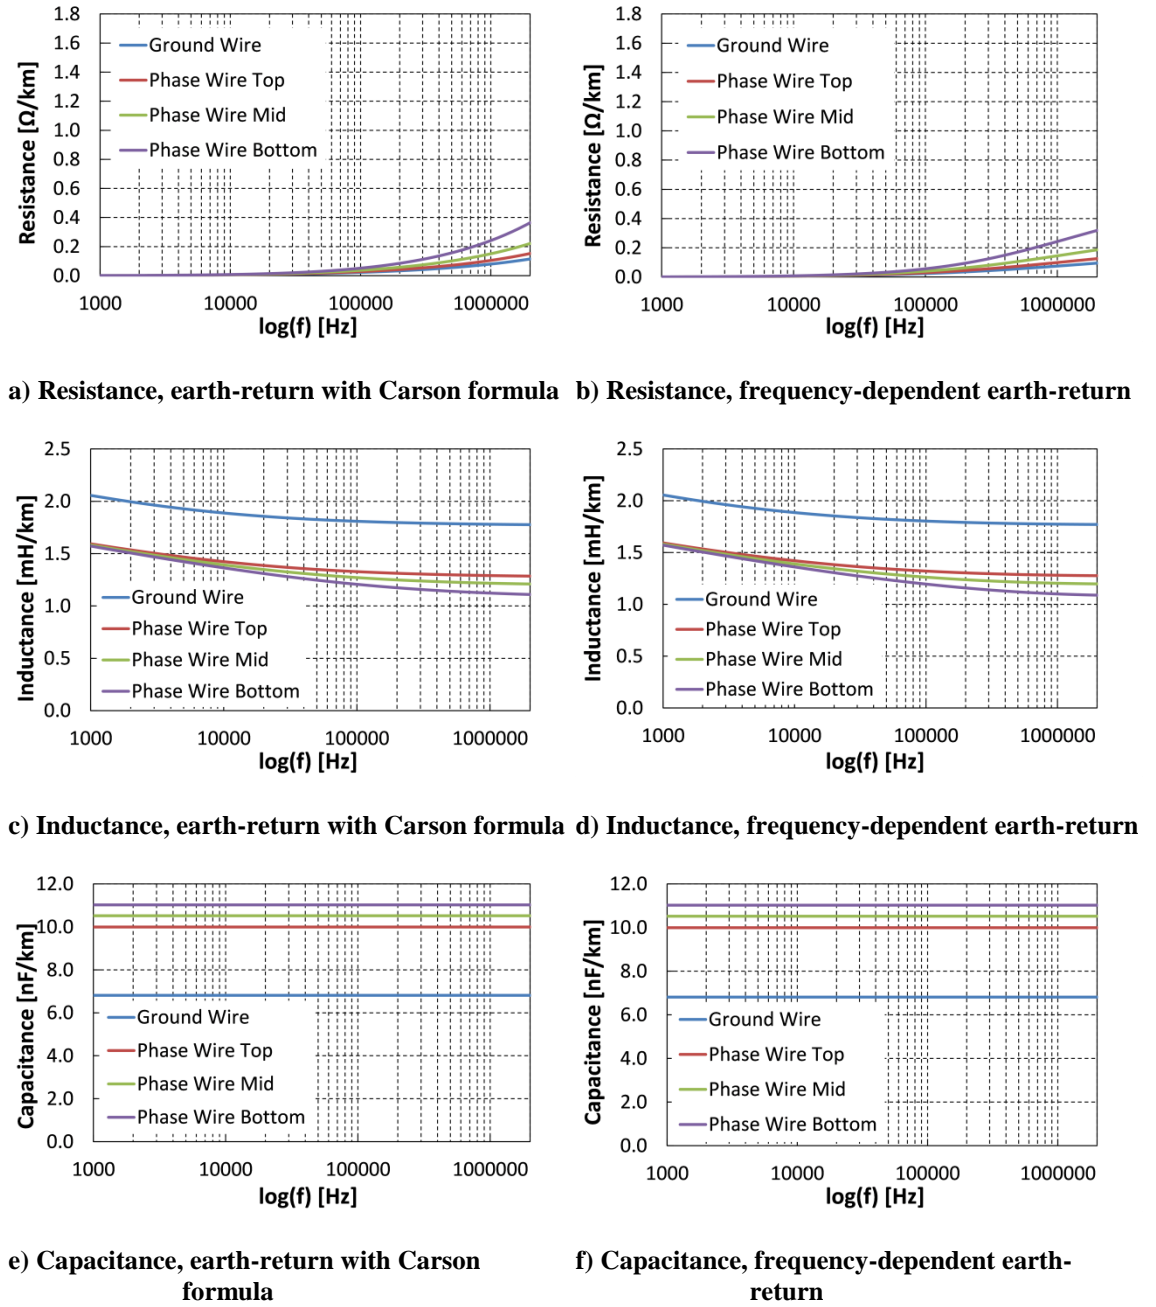 1.8
1.6
1.4
1.2
1.0
0.8
0.6
0.4
0.2
0.0
Resistance [Ω/km]
Ground Wire
Phase Wire Top
Phase Wire Mid
Phase Wire Bottom
1000 10000 100000 1000000
log(f) [Hz]
1.8
1.6
1.4
1.2
1.0
0.8
0.6
0.4
0.2
0.0
Resistance [Ω/km]
Ground Wire
Phase Wire Top
Phase Wire Mid
Phase Wire Bottom
1000 10000 100000 1000000
log(f) [Hz]
a) Resistance, earth-return with Carson formula
b) Resistance, frequency-dependent earth-return
2.5
2.0
1.5
1.0
0.5
0.0
Inductance [mH/km]
Ground Wire
Phase Wire Top
Phase Wire Mid
Phase Wire Bottom
1000 10000 100000 1000000
log(f) [Hz]
2.5
2.0
1.5
1.0
0.5
0.0
Inductance [mH/km]
Ground Wire
Phase Wire Top
Phase Wire Mid
Phase Wire Bottom
1000 10000 100000 1000000
log(f) [Hz]
c) Inductance, earth-return with Carson formula
d) Inductance, frequency-dependent earth-return
12.0
10.0
8.0
6.0
4.0
2.0
0.0
Capacitance [nF/km]
Ground Wire
Phase Wire Top
Phase Wire Mid
Phase Wire Bottom
1000 10000 100000 1000000
log(f) [Hz]
12.0
10.0
8.0
6.0
4.0
2.0
0.0
Capacitance [nF/km]
Ground Wire
Phase Wire Top
Phase Wire Mid
Phase Wire Bottom
1000 10000 100000 1000000
log(f) [Hz]
e) Capacitance, earth-return with Carson
formula
f) Capacitance, frequency-dependent earth-
return